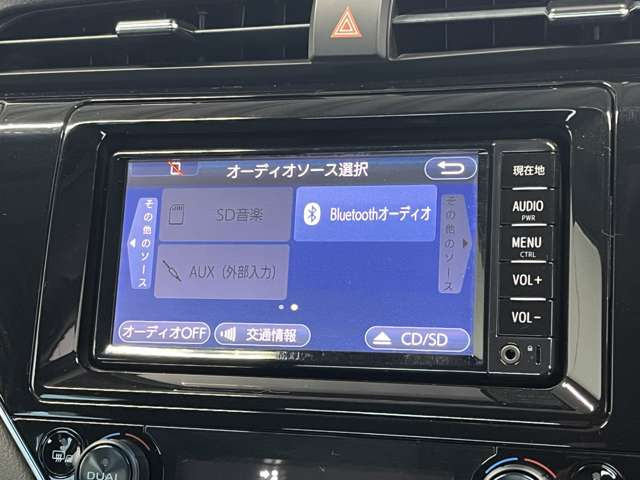 オーディオソース選択
その他のソース
SD音楽
Bluetoothオーディオ
その他のソース
AUX (外部入力)
オーディオOFF
交通情報
CD/SD
現在地
AUDIO
PWR
MENU
CTRL
VOL+
VOL-
DUAL